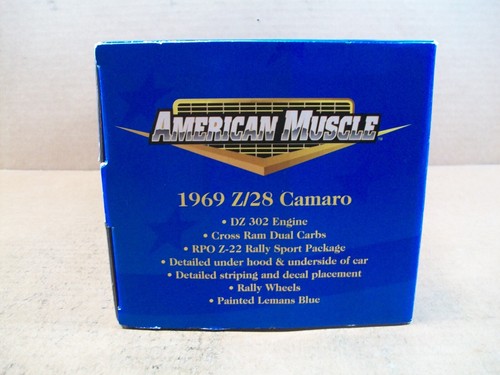 AMERICAN MUSCLE
1969 Z/28 Camaro
• DZ 302 Engine
• Cross Ram Dual Carbs
• RPO Z-22 Rally Sport Package
• Detailed under hood & underside of car
• Detailed striping and decal placement
• Rally Wheels
• Painted Lemans Blue